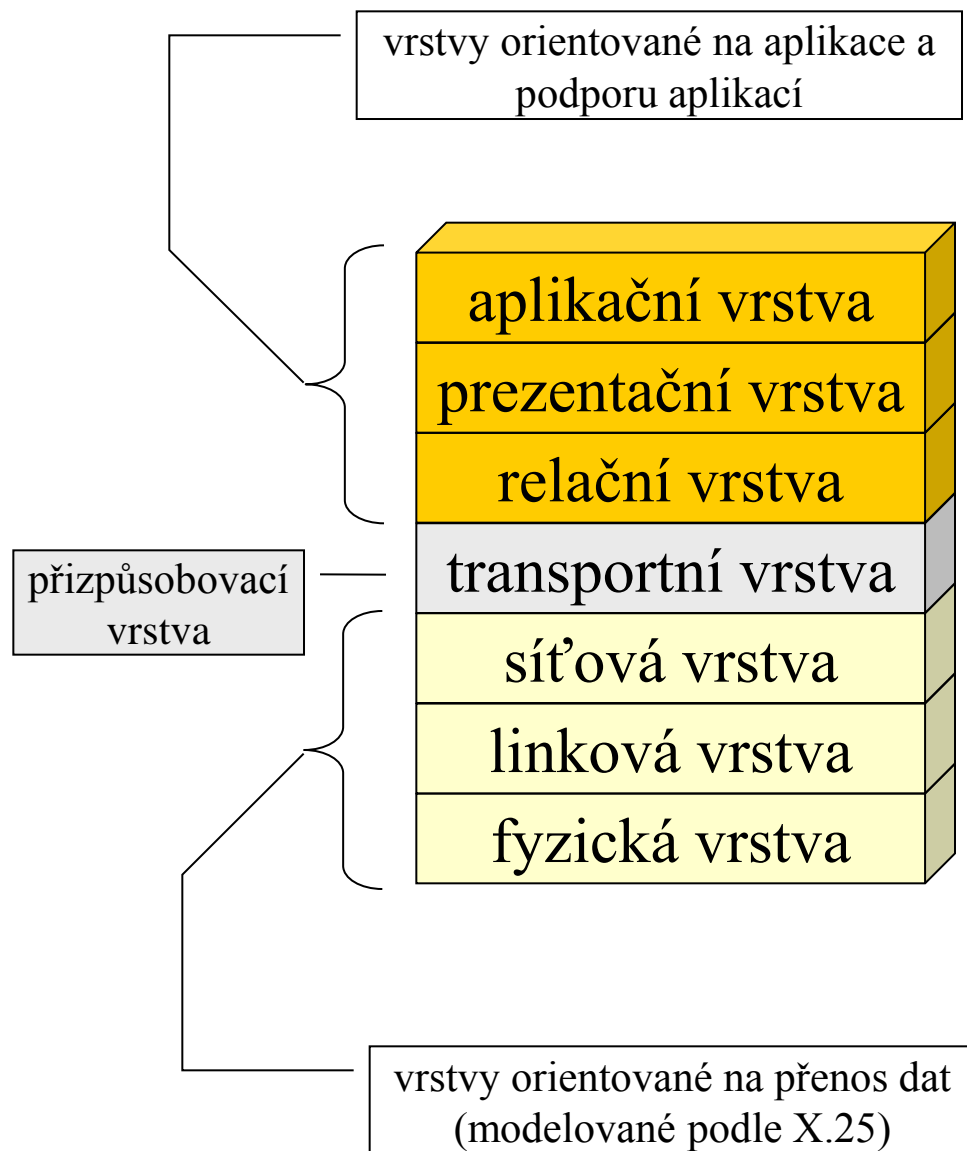 vrstvy orientované na aplikace a
podporu aplikací
aplikační vrstva
prezentační vrstva
relační vrstva
přizpůsobovací
vrstva
transportní vrstva
síťová vrstva
linková vrstva
fyzická vrstva
vrstvy orientované na přenos dat
(modelované podle X.25)